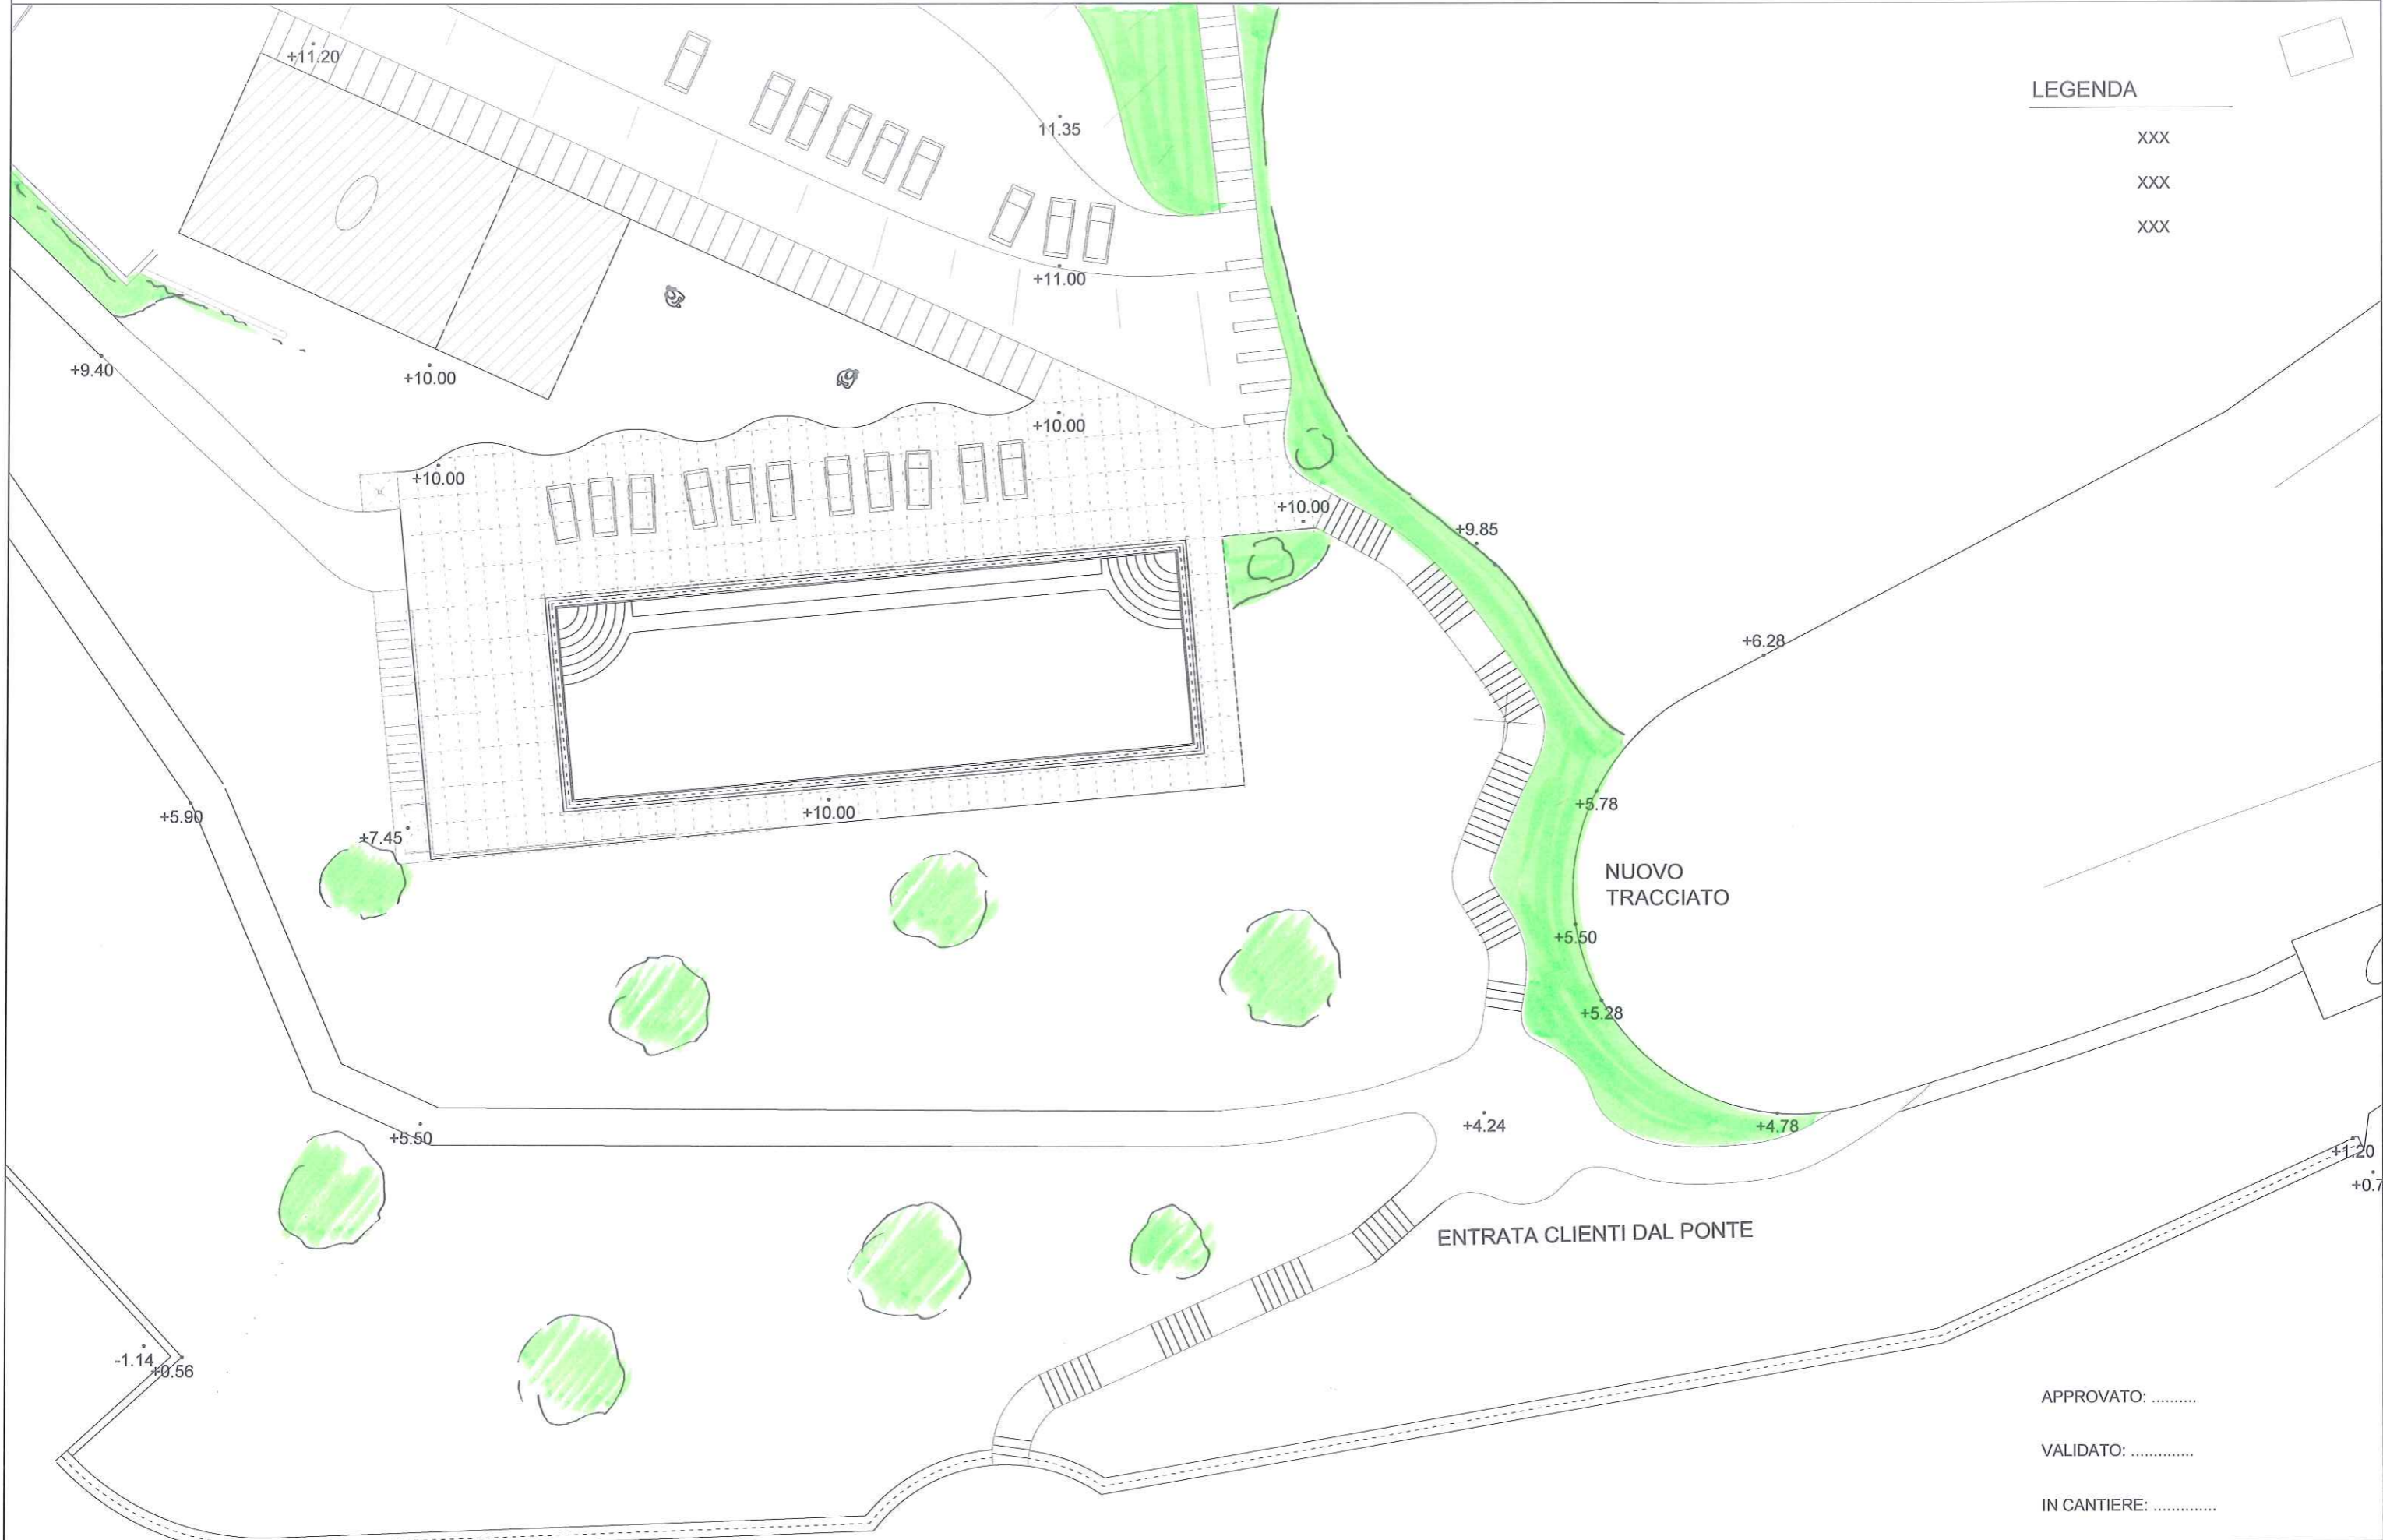 +11.20
LEGENDA
11.35
XXX
XXX
XXX
+11.00
+9.40
+10.00
+10.00
+10.00
+10.00
+9.85
+6.28
+5.78
+5.90
+10.00
+7.45
NUOVO
TRACCIATO
+5.50
+5.28
+4.24
+4.78
+5.50
+1.20
ENTRATA CLIENTI DAL PONTE
-1.14
+0.56
APPROVATO: .........
VALIDATO: .............
IN CANTIERE: .............